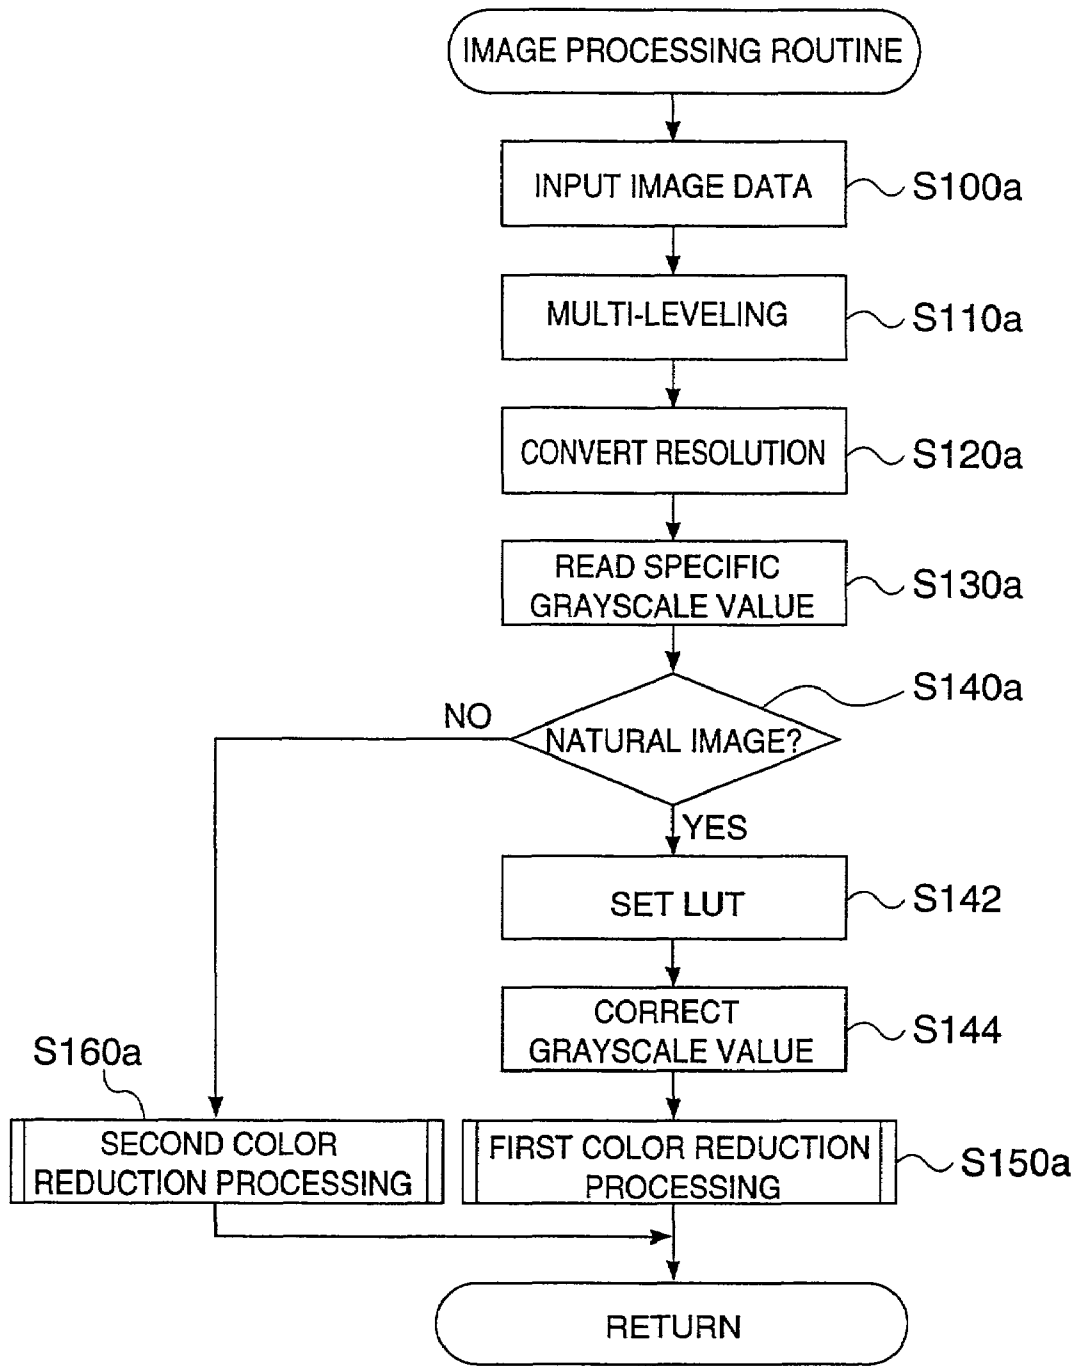 IMAGE PROCESSING ROUTINE
INPUT IMAGE DATA
S100a
MULTI-LEVELING
S110a
CONVERT RESOLUTION
S120a
READ SPECIFIC
GRAYSCALE VALUE
S130a
S140a
NO
NATURAL IMAGE?
YES
SET LUT
S142
CORRECT
GRAYSCALE VALUE
S144
S160a
SECOND COLOR
REDUCTION PROCESSING
FIRST COLOR REDUCTION
PROCESSING
S150a
RETURN